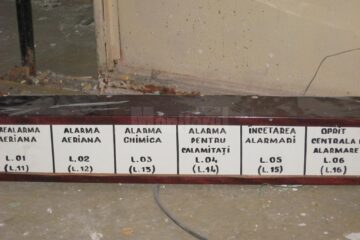 PREALARMA ALARMA ALARMA ALARMA INCETAREA OPRIT
AERIANA AERIANA CHIMICA PENTRU ALARMARI CENTRALA
CALAMITAȚI ALARMARE
L.01 L.02 L.03 L.04 L.05 L.06
(L.11) (L.12) (L.13) (L.14) (L.15) (L.16)